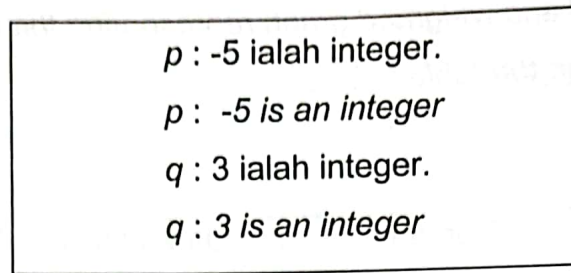 p : -5 ialah integer.
p : -5 is an integer
q : 3 ialah integer.
q : 3 is an integer